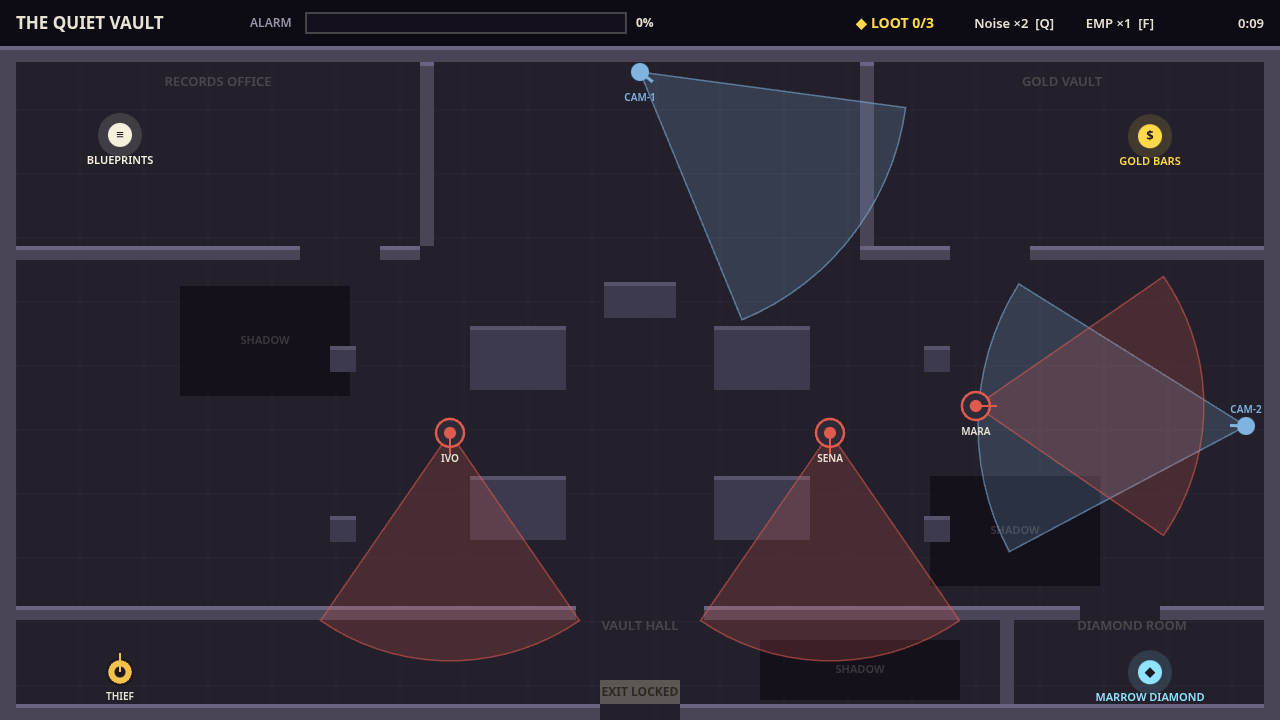 THE QUIET VAULT
ALARM
0%
◆ LOOT 0/3
Noise ×2 [Q]
EMP ×1 [F]
0:09
RECORDS OFFICE
GOLD VAULT
CAM-1
≡
BLUEPRINTS
$
GOLD BARS
SHADOW
CAM-2
MARA
IVO
SENA
SHADOW
VAULT HALL
DIAMOND ROOM
SHADOW
EXIT LOCKED
THIEF
◆
MARROW DIAMOND